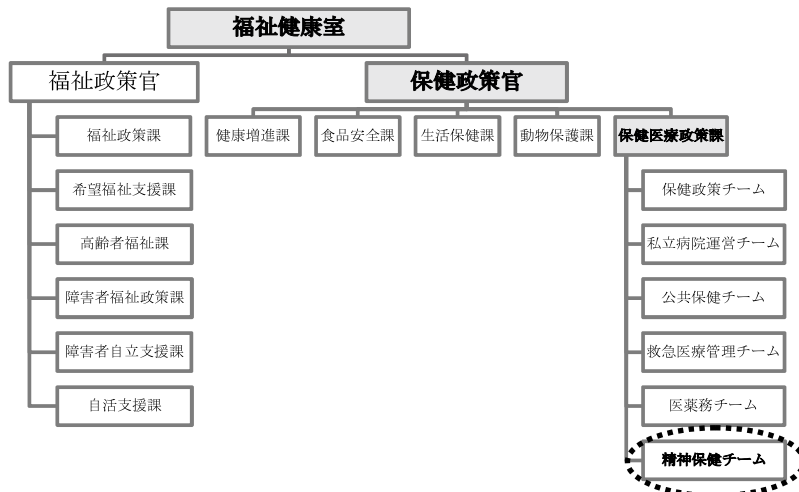 福祉健康室
福祉政策官
保健政策官
福祉政策課
健康増進課
食品安全課
生活保健課
動物保護課
保健医療政策課
希望福祉支援課
保健政策チーム
高齢者福祉課
私立病院運営チーム
障害者福祉政策課
公共保健チーム
障害者自立支援課
救急医療管理チーム
自活支援課
医薬務チーム
精神保健チーム